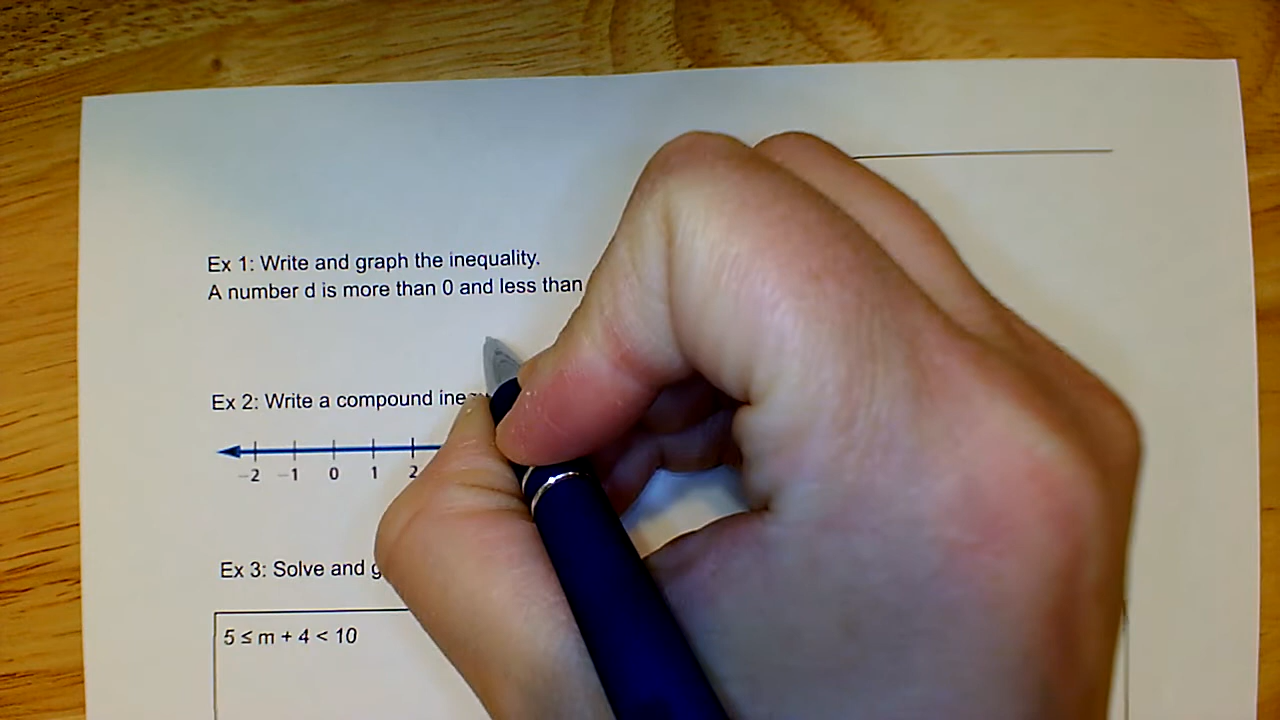 Ex 1: Write and graph the inequality.
A number d is more than 0 and less than
Ex 2: Write a compound
-2 -1 0 1 2
Ex 3: Solve and
5 ≤ m + 4 < 10